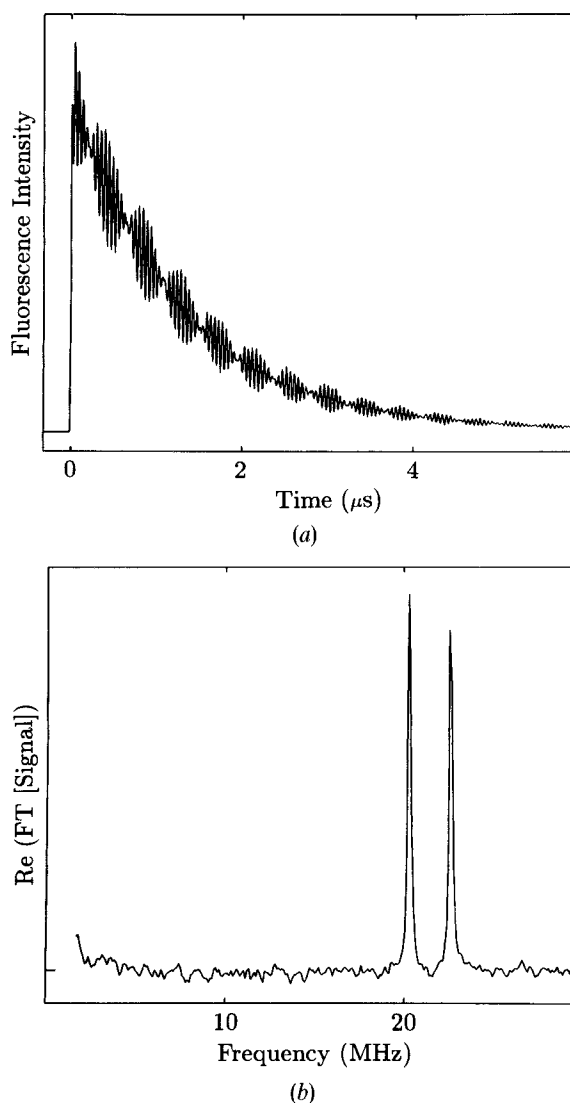 Fluorescence Intensity
0
2
4
Time (μs)
(a)
Re (FT [Signal])
10
20
Frequency (MHz)
(b)